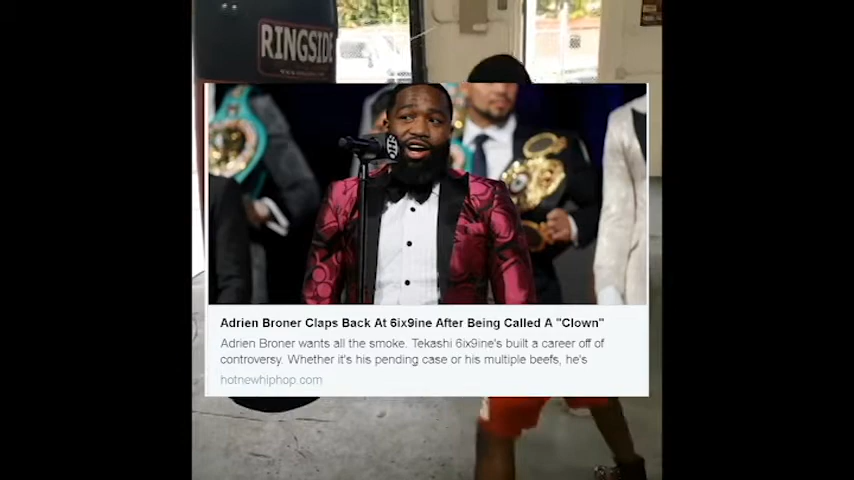 RINGSIDE
SHO
Adrien Broner Claps Back At 6ix9ine After Being Called A "Clown"
Adrien Broner wants all the smoke. Tekashi 6ix9ine's built a career off of
controversy. Whether it's his pending case or his multiple beefs, he's
hotnewhiphop.com